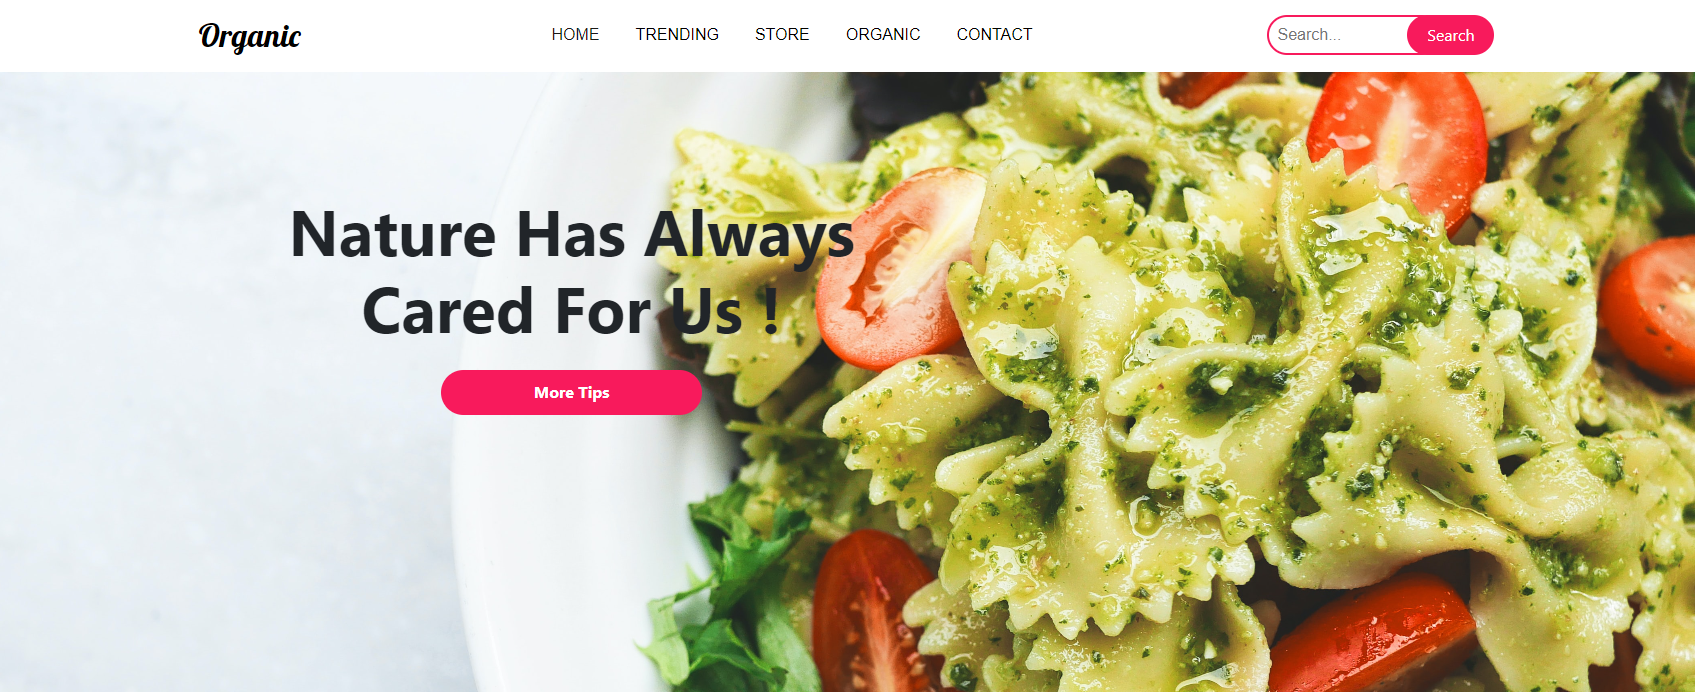 Organic
HOME TRENDING STORE ORGANIC CONTACT
Search...
Search
Nature Has Always
Cared For Us !
More Tips